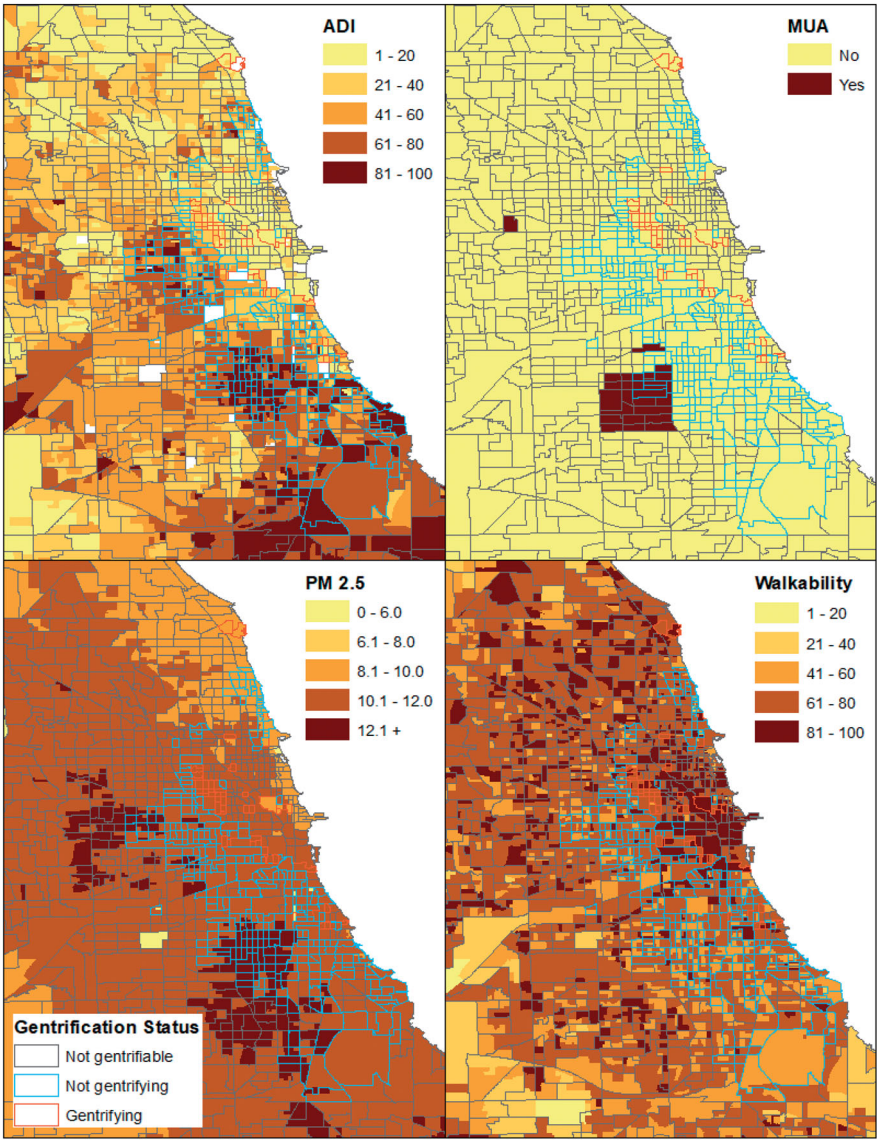 ADI
1 - 20
21 - 40
41 - 60
61 - 80
81 - 100
MUA
No
Yes
PM 2.5
0 - 6.0
6.1 - 8.0
8.1 - 10.0
10.1 - 12.0
12.1 +
Gentrification Status
Not gentrifiable
Not gentrifying
Gentrifying
Walkability
1 - 20
21 - 40
41 - 60
61 - 80
81 - 100